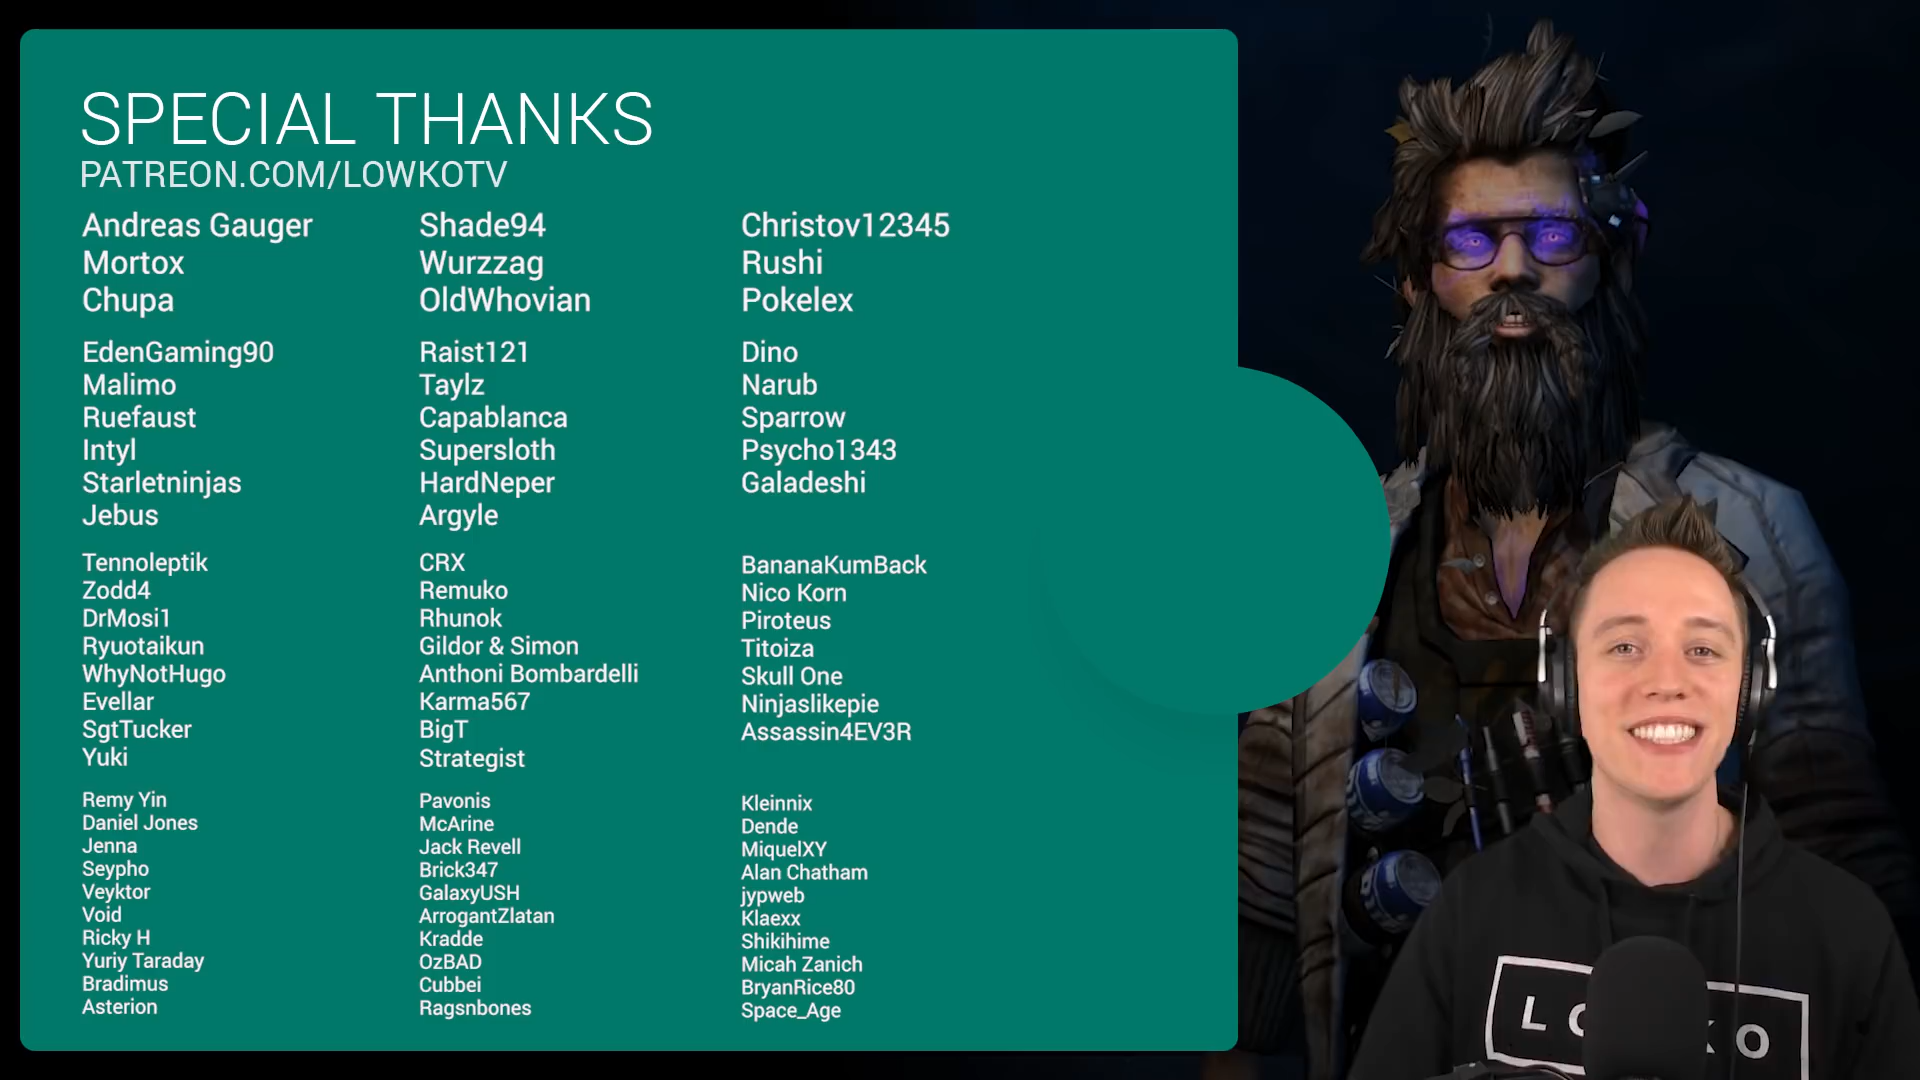 SPECIAL THANKS
PATREON.COM/LOWKOTV
Andreas Gauger
Mortox
Chupa
Shade94
Wurzzag
OldWhovian
Christov12345
Rushi
Pokelex
EdenGaming90
Malimo
Ruefaust
Intyl
Starletninjas
Jebus
Raist121
Taylz
Capablanca
Supersloth
HardNeper
Argyle
Dino
Narub
Sparrow
Psycho1343
Galadeshi
Tennoleptik
Zodd4
DrMosi1
Ryuotaikun
WhyNotHugo
Evellar
SgtTucker
Yuki
CRX
Remuko
Rhunok
Gildor & Simon
Anthoni Bombardelli
Karma567
BigT
Strategist
BananaKumBack
Nico Korn
Piroteus
Titoiza
Skull One
Ninjaslikepie
Assassin4EV3R
Remy Yin
Daniel Jones
Jenna
Seypho
Veyktor
Void
Ricky H
Yuriy Taraday
Bradimus
Asterion
Pavonis
McArine
Jack Revell
Brick347
GalaxyUSH
ArrogantZlatan
Kradde
OzBAD
Cubbei
Ragsnbones
Kleinnix
Dende
MiquelXY
Alan Chatham
jypweb
Klaexx
Shikihime
Micah Zanich
BryanRice80
Space_Age